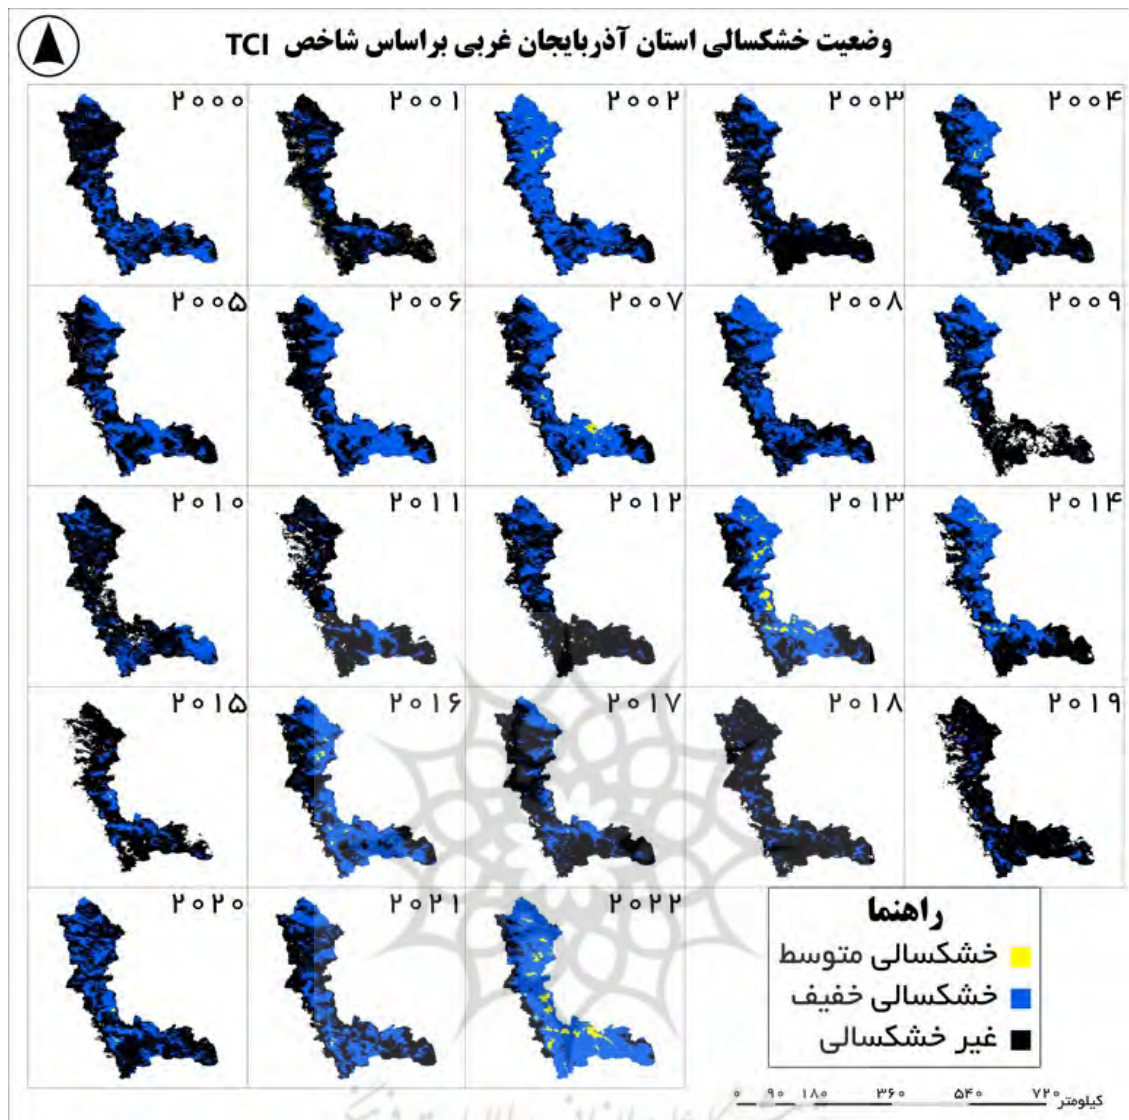 وضعیت خشکسالی استان آذربایجان غربی براساس شاخص TCI
۲۰۰۰ ۲۰۰۱ ۲۰۰۲ ۲۰۰۳ ۲۰۰۴
۲۰۰۵ ۲۰۰۶ ۲۰۰۷ ۲۰۰۸ ۲۰۰۹
۲۰۱۰ ۲۰۱۱ ۲۰۱۲ ۲۰۱۳ ۲۰۱۴
۲۰۱۵ ۲۰۱۶ ۲۰۱۷ ۲۰۱۸ ۲۰۱۹
۲۰۲۰ ۲۰۲۱ ۲۰۲۲
راهنما
خشکسالی متوسط
خشکسالی خفیف
غیر خشکسالی
۰ ۹۰ ۱۸۰ ۳۶۰ ۵۴۰ ۷۲۰ کیلومتر